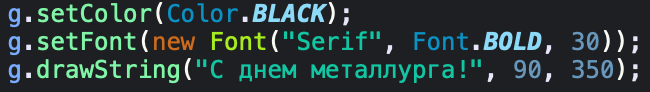 g.setColor(Color.BLACK);
g.setFont(new Font("Serif", Font.BOLD, 30));
g.drawString("С днем металлурга!", 90, 350);